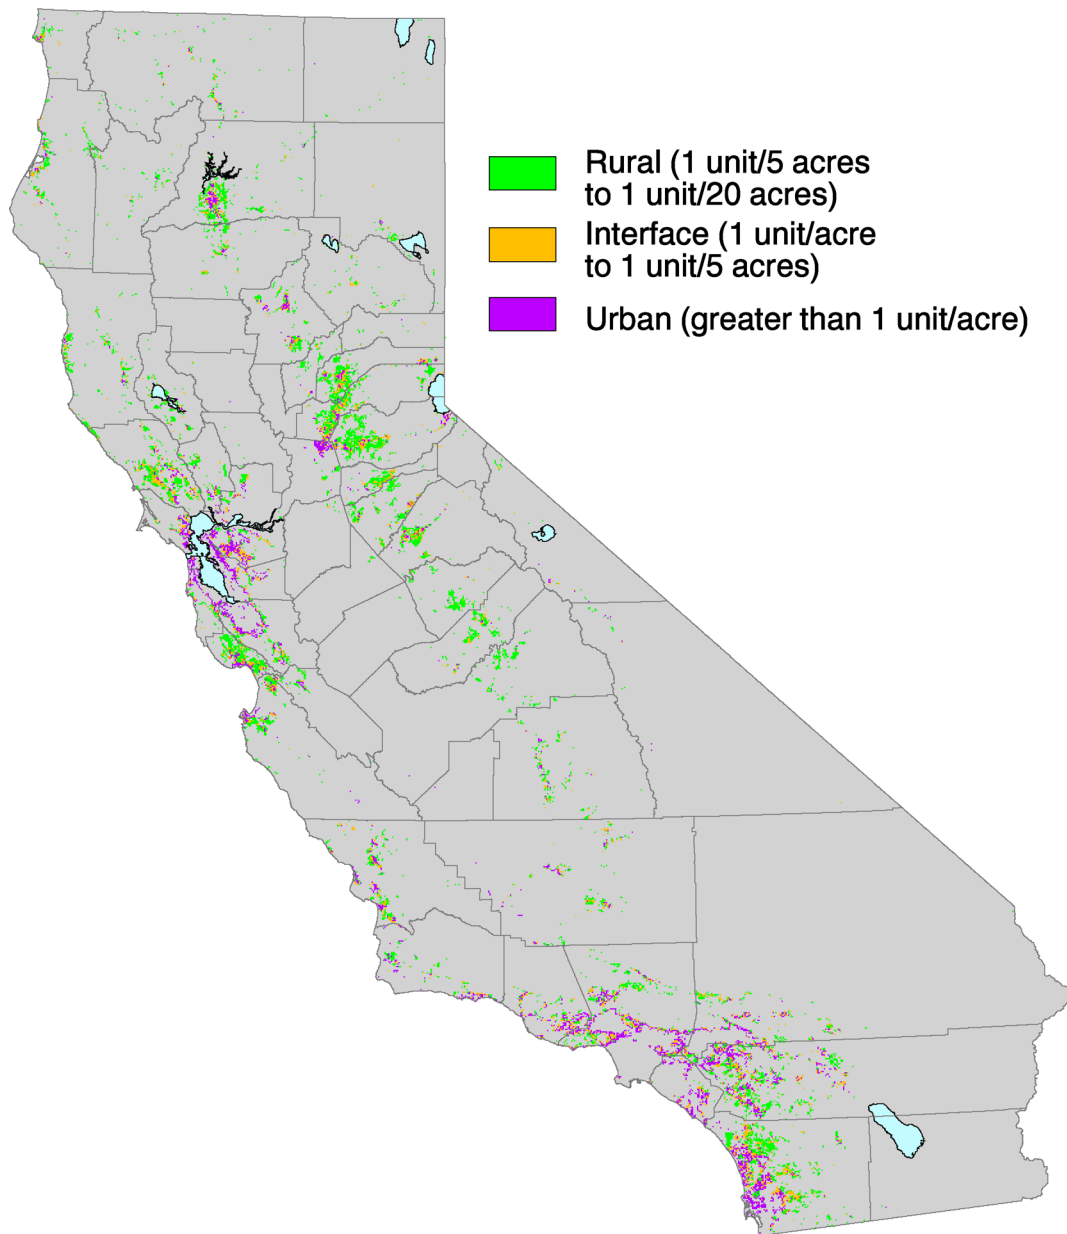 Rural (1 unit/5 acres
to 1 unit/20 acres)
Interface (1 unit/acre
to 1 unit/5 acres)
Urban (greater than 1 unit/acre)